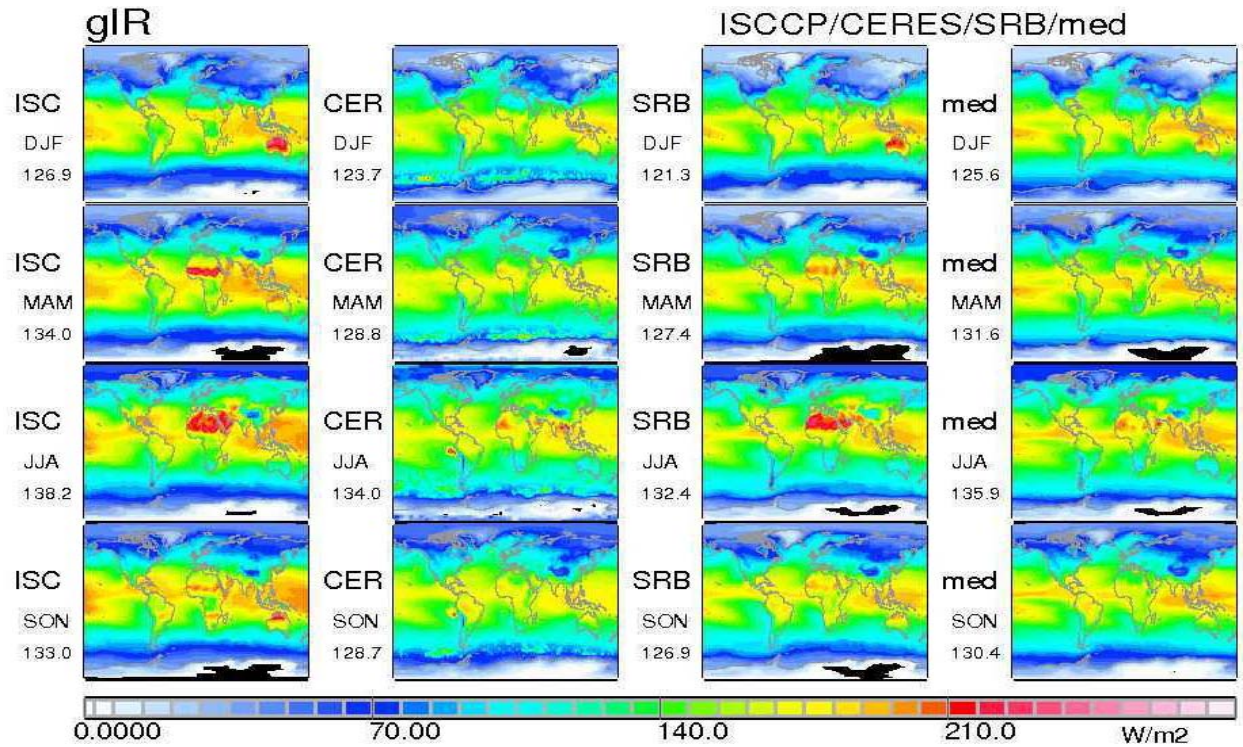 gIR
ISCCP/CERES/SRB/med
ISC
DJF
126.9
CER
DJF
123.7
SRB
DJF
121.3
med
DJF
125.6
ISC
MAM
134.0
CER
MAM
128.8
SRB
MAM
127.4
med
MAM
131.6
ISC
JJA
138.2
CER
JJA
134.0
SRB
JJA
132.4
med
JJA
135.9
ISC
SON
133.0
CER
SON
128.7
SRB
SON
126.9
med
SON
130.4
0.0000 70.00 140.0 210.0 W/m2